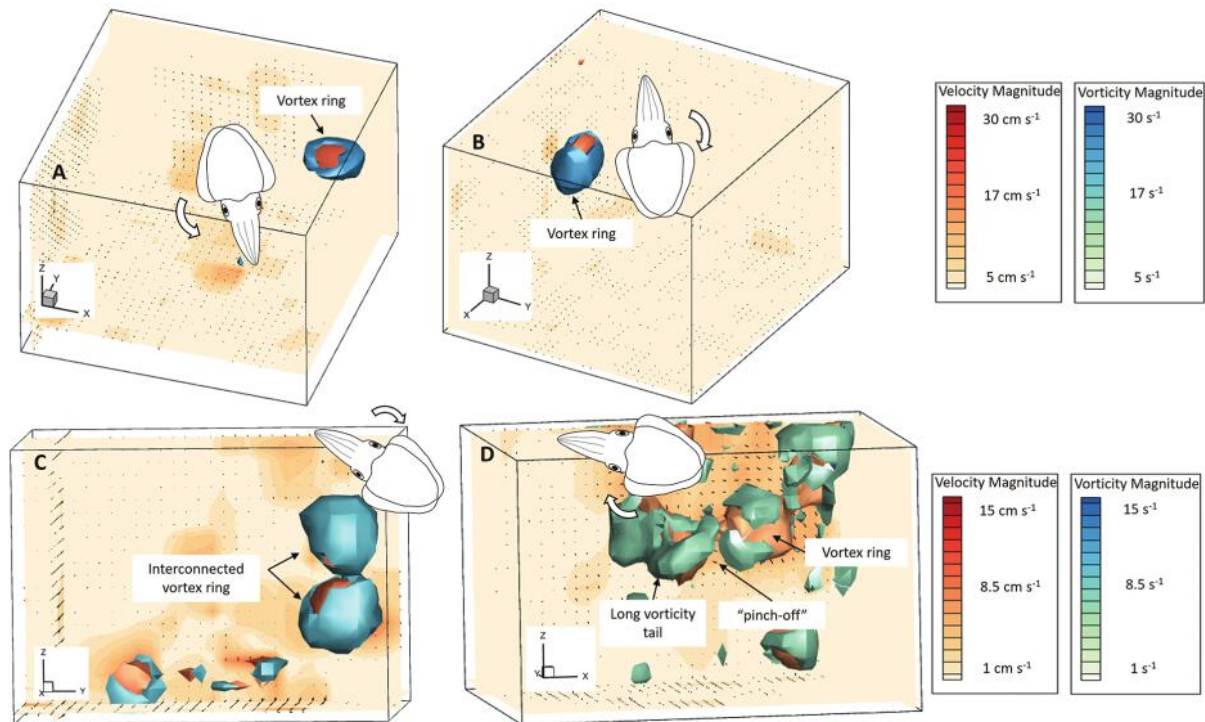 Vortex ring
A
Z
Y
X
B
Vortex ring
Z
X
Y
Velocity Magnitude
30 cm s-1
17 cm s-1
5 cm s-1
Vorticity Magnitude
30 s-1
17 s-1
5 s-1
C
Interconnected
vortex ring
Z
X
Y
D
Vortex ring
Long vorticity
tail
“pinch-off”
Z
Y
X
Velocity Magnitude
15 cm s-1
8.5 cm s-1
1 cm s-1
Vorticity Magnitude
15 s-1
8.5 s-1
1 s-1